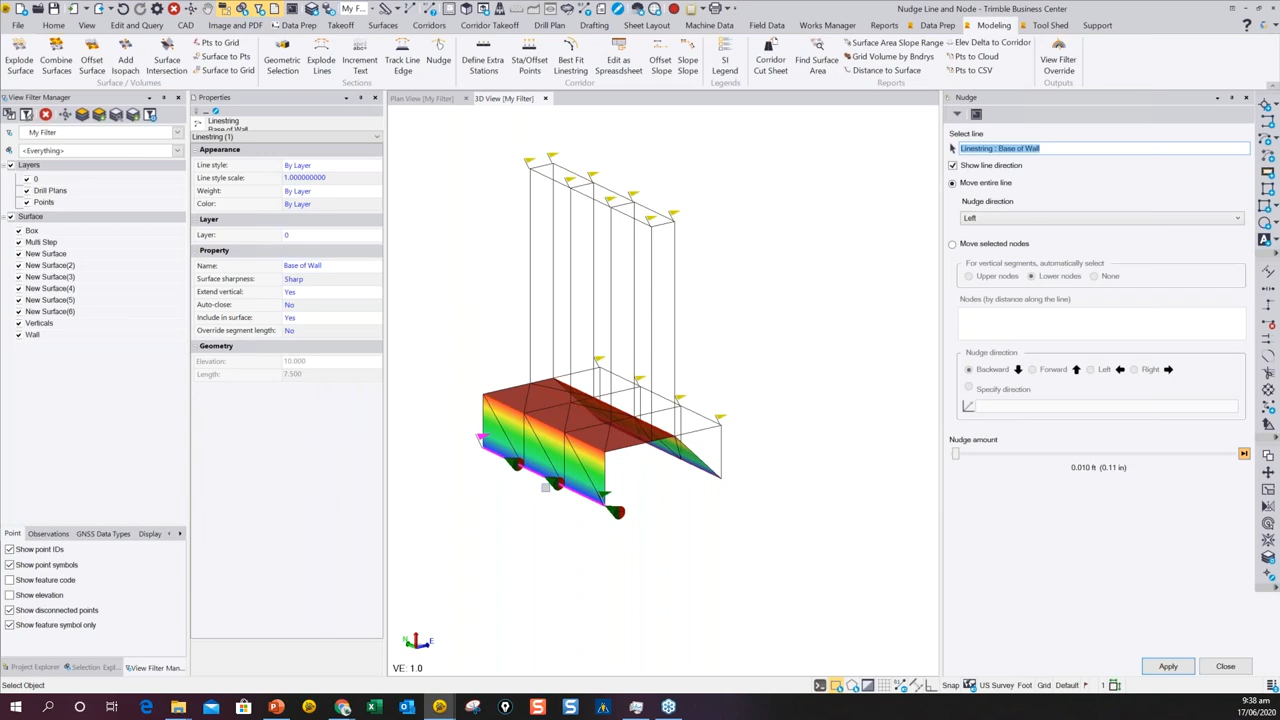 My F...
Nudge Line and Node - Trimble Business Center
File Home View Edit and Query CAD Image and PDF Data Prep Takeoff Surfaces Corridors Corridor Takeoff Drill Plan Drafting Sheet Layout Machine Data Field Data Works Manager Reports Data Prep Modeling Tool Shed Support
Explode Surface
Combine Surfaces
Offset Surface
Add Isopach
Surface Intersection
Pts to Grid
Surface to Pts
Surface to Grid
Surface / Volumes
Geometry Selection
Explode Lines
Increment Text
Track Line Edge
Nudge
Sections
Define Extra Stations
Sta/Offset Points
Best Fit Linestring
Edit as Spreadsheet
Offset Slope
Slope Slope
Corridor
SI Legend
Legends
Corridor Cut Sheet
Find Surface Area
Surface Area Slope Range
Grid Volume by Bndrys
Distance to Surface
Reports
Elev Delta to Corridor
Pts to Cloud
Pts to CSV
View Filter Override
Outputs
View Filter Manager
My Filter
<Everything>
Layers
0
Drill Plans
Points
Surface
Box
Multi Step
New Surface
New Surface(2)
New Surface(3)
New Surface(4)
New Surface(5)
New Surface(6)
Verticals
Wall
Point Observations GNSS Data Types Display
Show point IDs
Show point symbols
Show feature code
Show elevation
Show disconnected points
Show feature symbol only
Project Explorer Selection Expl... View Filter Man...
Properties
Linestring
Base of Wall
Linestring (1)
Appearance
Line style: By Layer
Line style scale: 1.000000000
Weight: By Layer
Color: By Layer
Layer
Layer: 0
Property
Name: Base of Wall
Surface sharpness: Sharp
Extend vertical: Yes
Auto-close: No
Include in surface: Yes
Override segment length: No
Geometry
Elevation: 10.000
Length: 7.500
Plan View [My Filter] 3D View [My Filter]
N E
VE: 1.0
Nudge
Select line
Linestring : Base of Wall
Show line direction
Move entire line
Nudge direction
Left
Move selected nodes
For vertical segments, automatically select
Upper nodes Lower nodes None
Nodes (by distance along the line)
Nudge direction
Backward Forward Left Right
Specify direction
Nudge amount
0.010 ft (0.11 in)
Apply Close
Select Object
Snap US Survey Foot Grid Default 1
9:38 am
17/06/2020